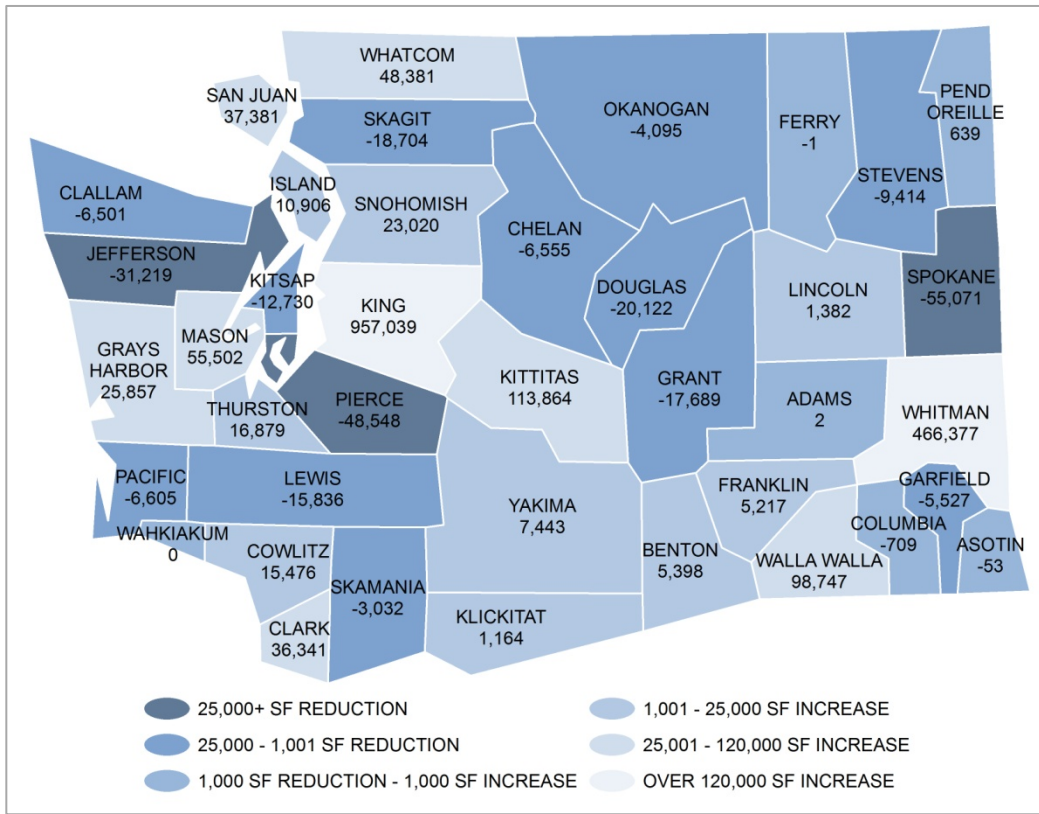 WHATCOM
48,381
SAN JUAN
37,381
SKAGIT
-18,704
OKANOGAN
-4,095
FERRY
-1
PEND
OREILLE
639
STEVENS
-9,414
CLALLAM
-6,501
ISLAND
10,906
SNOHOMISH
23,020
CHELAN
-6,555
JEFFERSON
-31,219
KITSAP
-12,730
DOUGLAS
-20,122
LINCOLN
1,382
SPOKANE
-55,071
KING
957,039
MASON
55,502
GRAYS
HARBOR
25,857
KITTITAS
113,864
GRANT
-17,689
ADAMS
2
WHITMAN
466,377
THURSTON
16,879
PIERCE
-48,548
PACIFIC
-6,605
LEWIS
-15,836
YAKIMA
7,443
FRANKLIN
5,217
GARFIELD
-5,527
WAHKIAKUM
0
COLUMBIA
-709
ASOTIN
-53
COWLITZ
15,476
SKAMANIA
-3,032
BENTON
5,398
WALLA WALLA
98,747
CLARK
36,341
KLICKITAT
1,164
25,000+ SF REDUCTION
25,000 - 1,001 SF REDUCTION
1,000 SF REDUCTION - 1,000 SF INCREASE
1,001 - 25,000 SF INCREASE
25,001 - 120,000 SF INCREASE
OVER 120,000 SF INCREASE